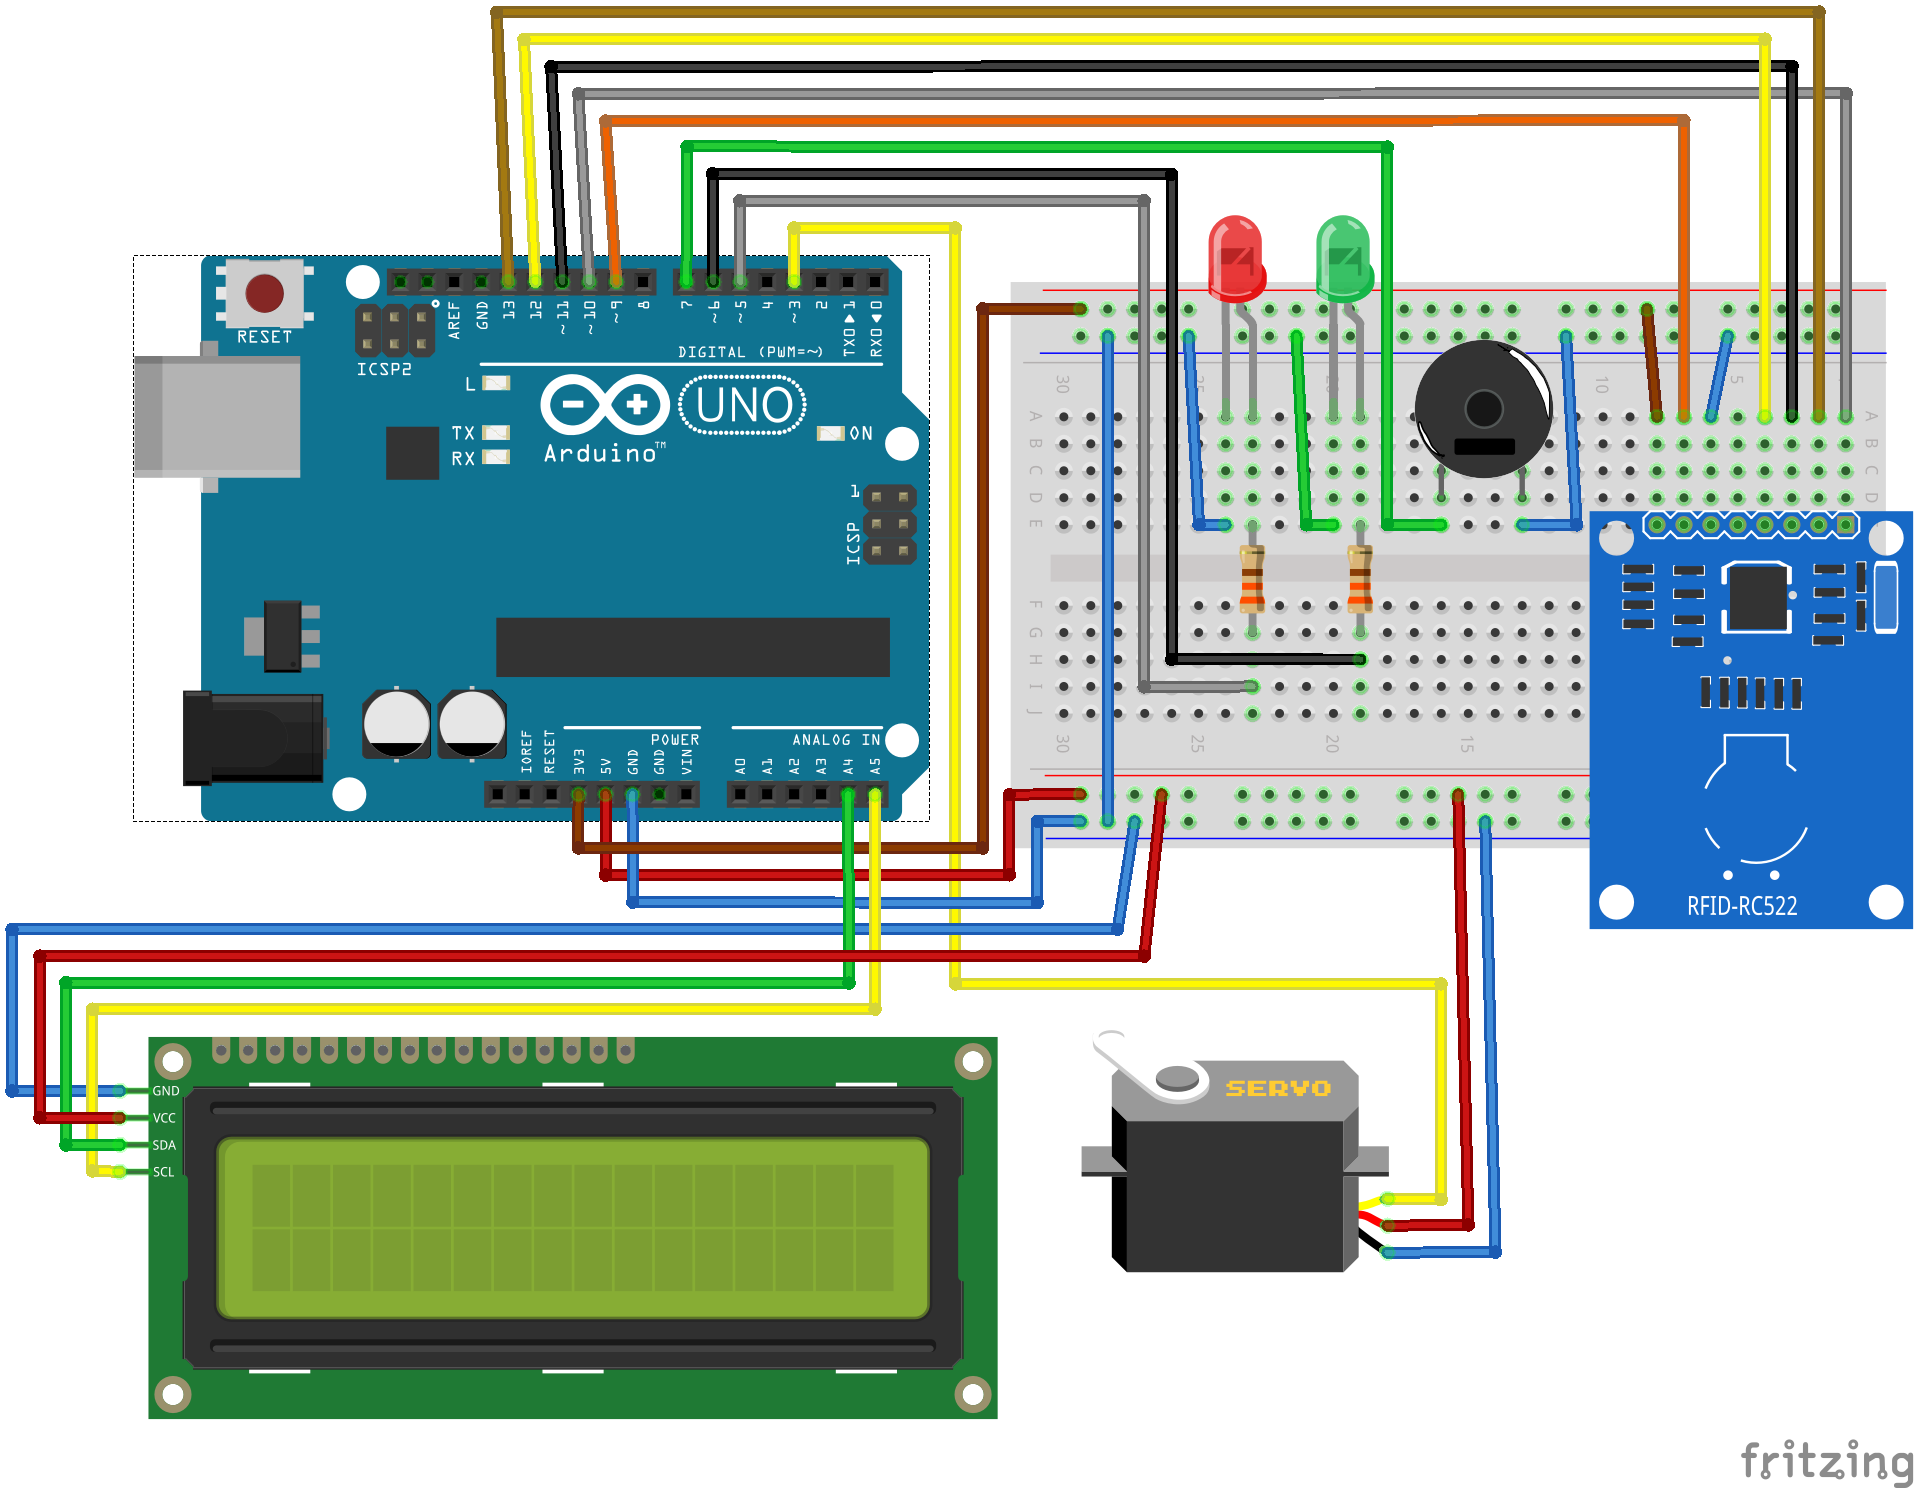 RESET
ICSP2
AREF
GND
13
12
~11
~10
~9
8
7
~6
~5
4
~3
2
TX0▶1
RX0◀0
DIGITAL (PWM=~)
L
TX
RX
UNO
Arduino™
ON
1
ICSP
IOREF
RESET
3V3
5V
GND
GND
VIN
POWER
A0
A1
A2
A3
A4
A5
ANALOG IN
30
25
20
10
5
A
B
C
D
E
F
G
H
I
J
A
B
C
D
30
25
20
15
RFID-RC522
GND
VCC
SDA
SCL
SERVO
fritzing